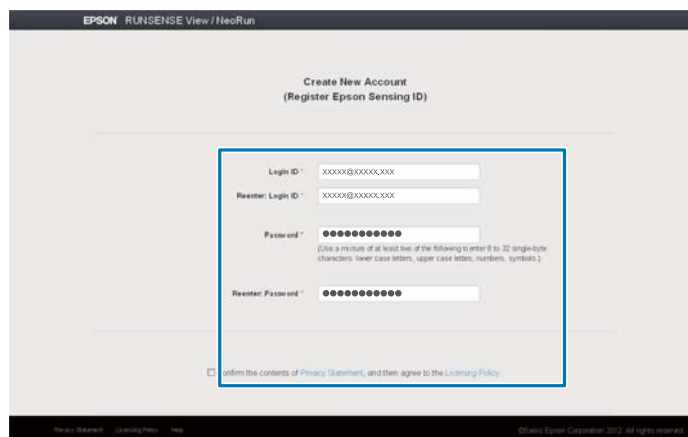 EPSON RUNSENSE View / NeoRun
Create New Account
(Register Epson Sensing ID)
Login ID *
XXXXX@XXXXX.XXX
Reenter: Login ID *
XXXXX@XXXXX.XXX
Password *
●●●●●●●●●●●
(Use a mixture of at least two of the following to enter 8 to 32 single-byte
characters: lower case letters, upper case letters, numbers, symbols.)
Reenter: Password *
●●●●●●●●●●●
onfirm the contents of Privacy Statement, and then agree to the Licensing Policy.
Privacy Statement Licensing Policy Help
©Seiko Epson Corporation 2012. All rights reserved.